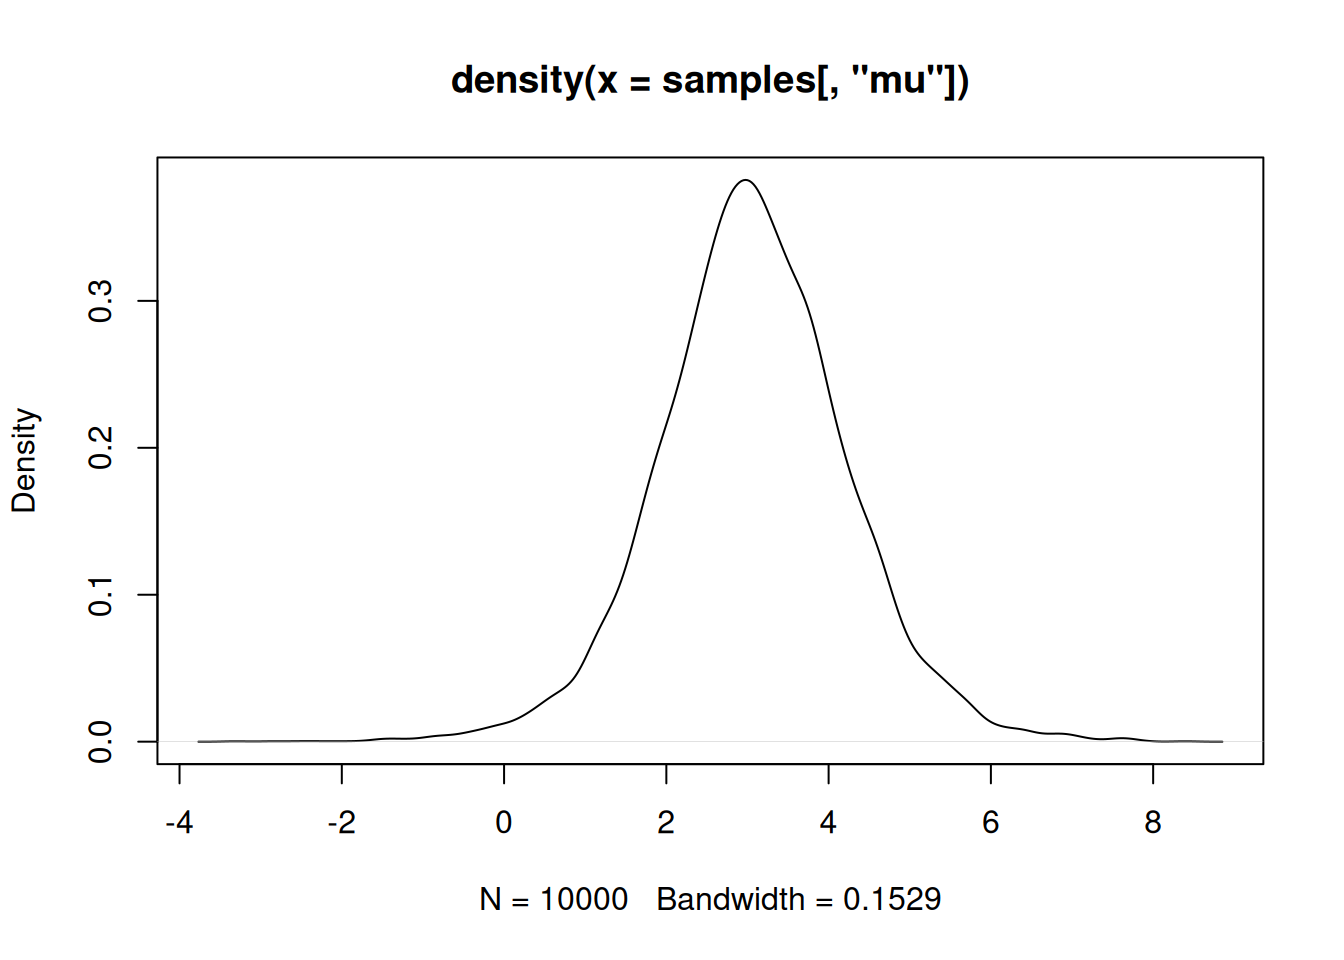 density(x = samples[, "mu"])
Density
0.3
0.2
0.1
0.0
-4 -2 0 2 4 6 8
N = 10000 Bandwidth = 0.1529